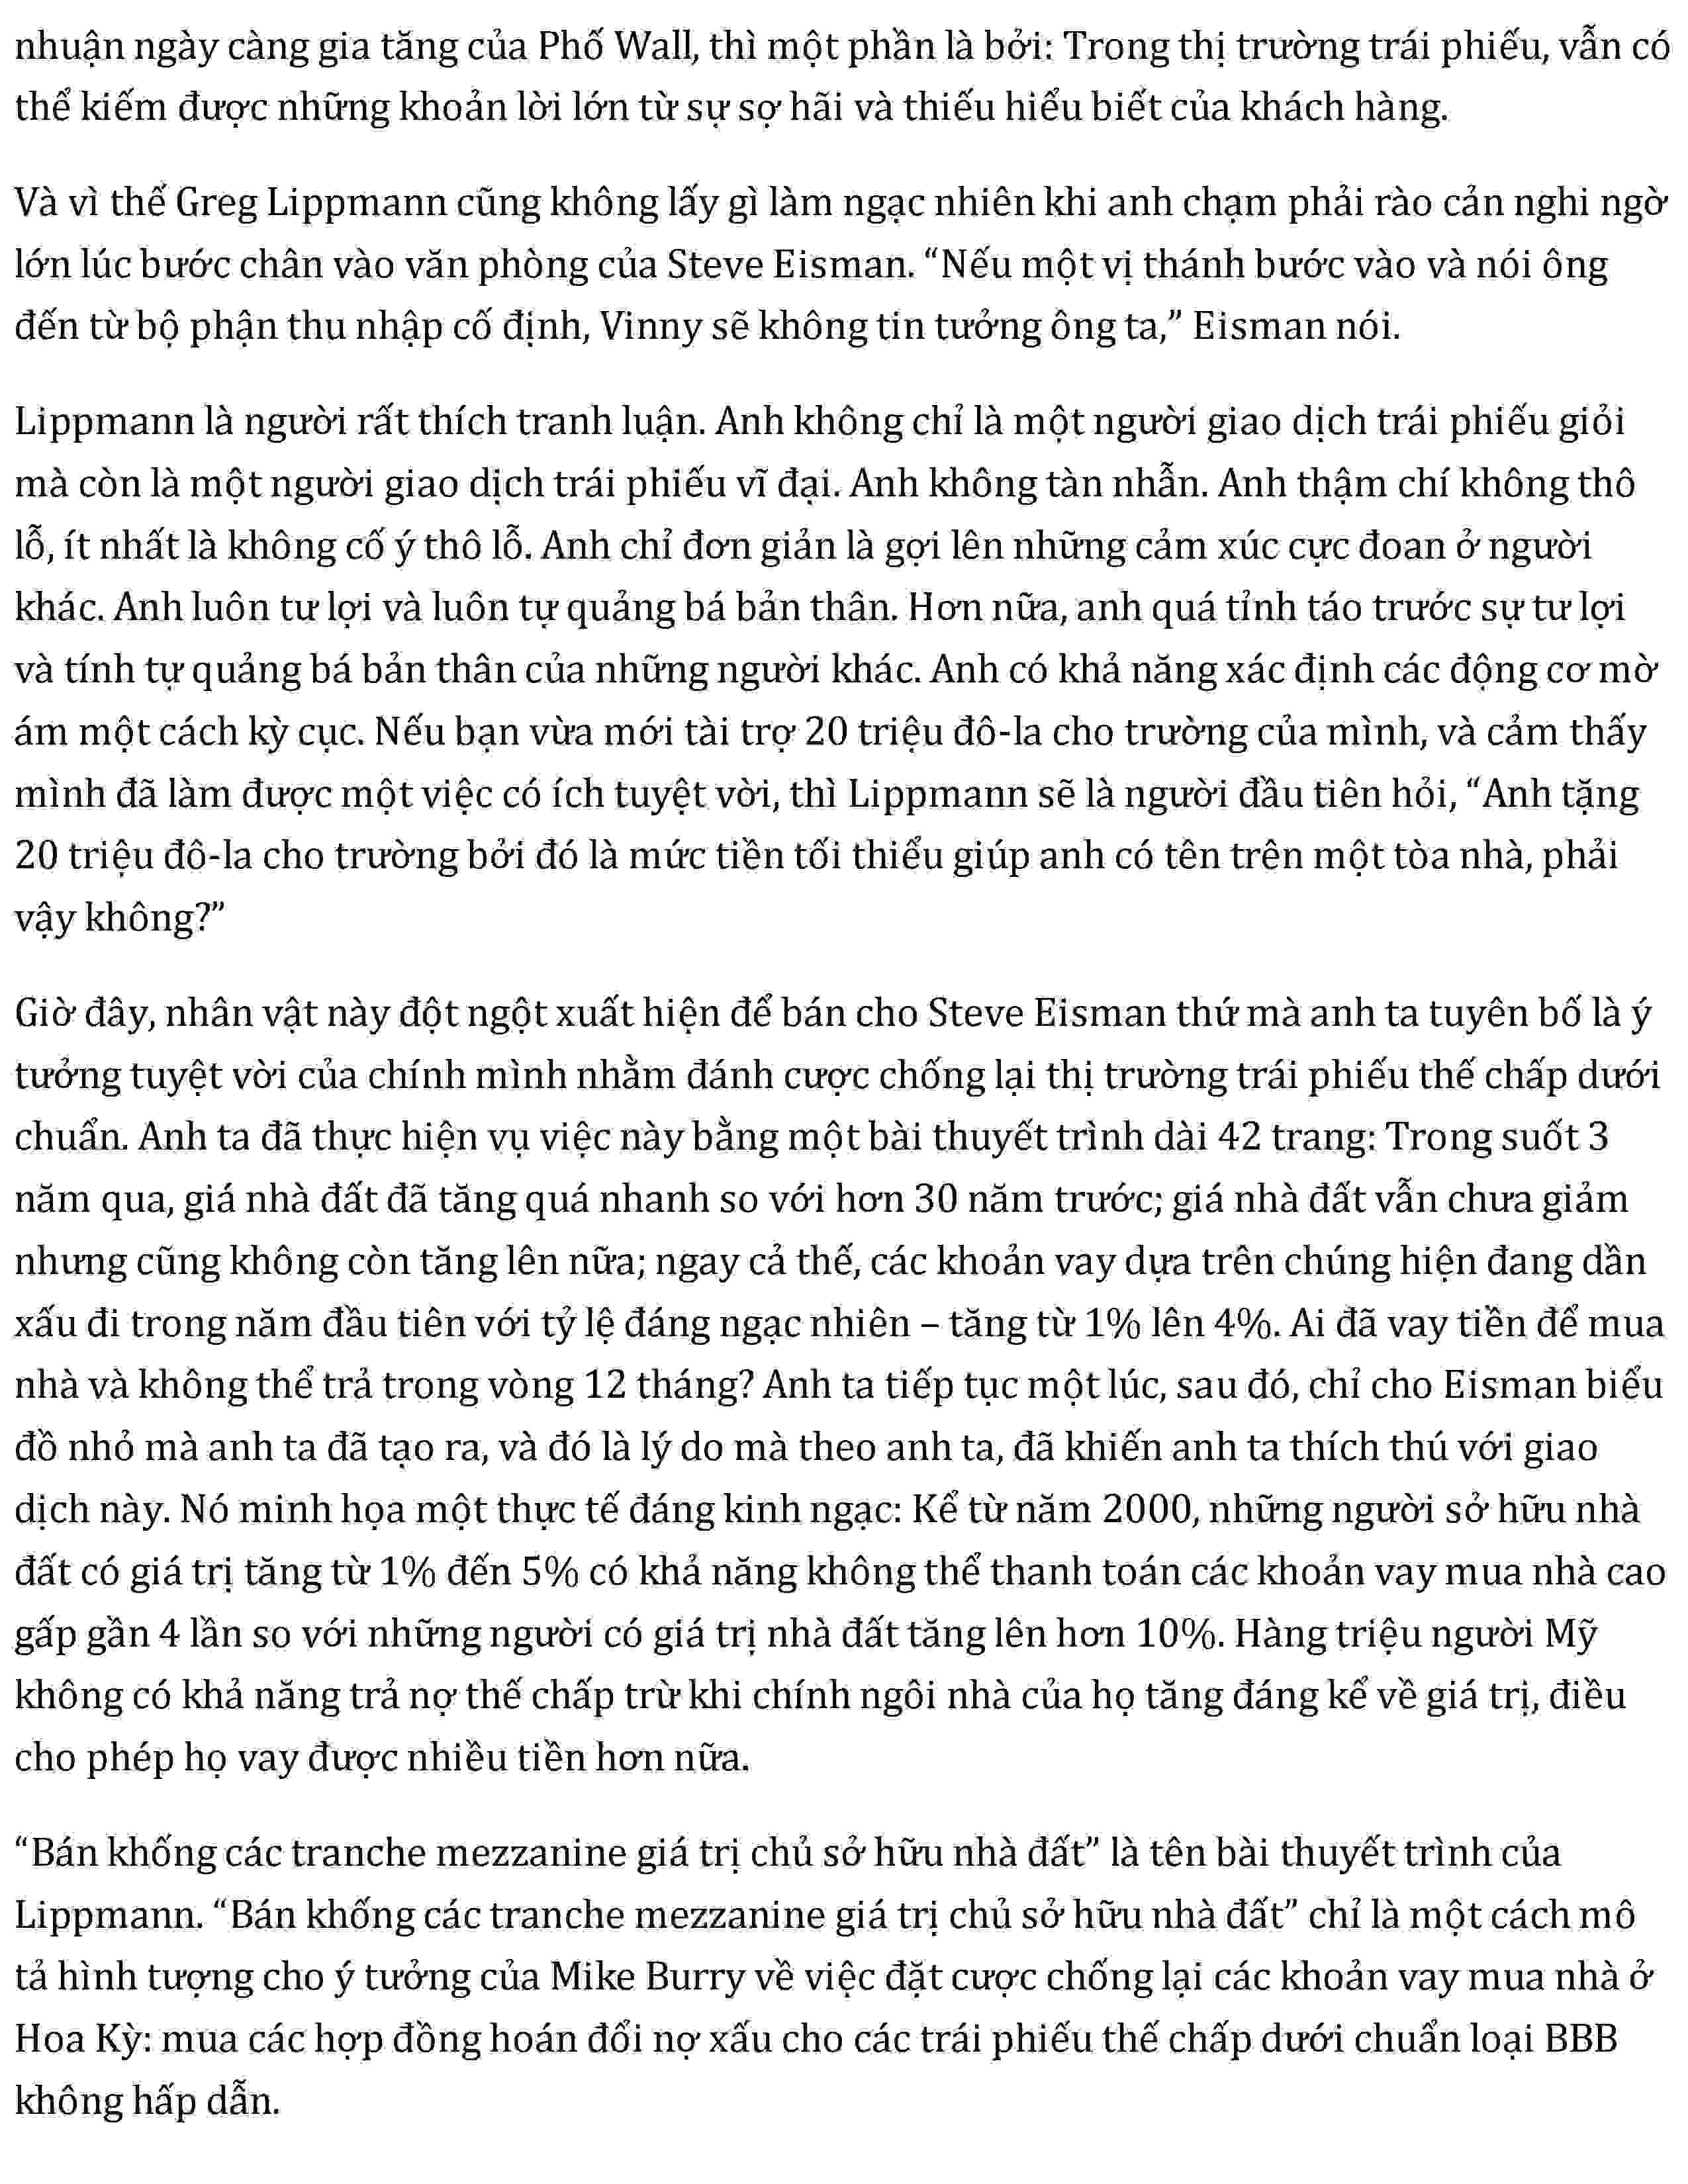 nhuận ngày càng gia tăng của Phố Wall, thì một phần là bởi: Trong thị trường trái phiếu, vẫn có
thể kiếm được những khoản lời lớn từ sự sợ hãi và thiếu hiểu biết của khách hàng.
Và vì thế Greg Lippmann cũng không lấy gì làm ngạc nhiên khi anh chạm phải rào cản nghi ngờ
lớn lúc bước chân vào văn phòng của Steve Eisman. “Nếu một vị thánh bước vào và nói ông
đến từ bộ phận thu nhập cố định, Vinny sẽ không tin tưởng ông ta,” Eisman nói.
Lippmann là người rất thích tranh luận. Anh không chỉ là một người giao dịch trái phiếu giỏi
mà còn là một người giao dịch trái phiếu vĩ đại. Anh không tàn nhẫn. Anh thậm chí không thô
lỗ, ít nhất là không cố ý thô lỗ. Anh chỉ đơn giản là gợi lên những cảm xúc cực đoan ở người
khác. Anh luôn tư lợi và luôn tự quảng bá bản thân. Hơn nữa, anh quá tỉnh táo trước sự tư lợi
và tính tự quảng bá bản thân của những người khác. Anh có khả năng xác định các động cơ mờ
ám một cách kỳ cục. Nếu bạn vừa mới tài trợ 20 triệu đô-la cho trường của mình, và cảm thấy
mình đã làm được một việc có ích tuyệt vời, thì Lippmann sẽ là người đầu tiên hỏi, “Anh tặng
20 triệu đô-la cho trường bởi đó là mức tiền tối thiểu giúp anh có tên trên một tòa nhà, phải
vậy không?”
Giờ đây, nhân vật này đột ngột xuất hiện để bán cho Steve Eisman thứ mà anh ta tuyên bố là ý
tưởng tuyệt vời của chính mình nhằm đánh cược chống lại thị trường trái phiếu thế chấp dưới
chuẩn. Anh ta đã thực hiện vụ việc này bằng một bài thuyết trình dài 42 trang: Trong suốt 3
năm qua, giá nhà đất đã tăng quá nhanh so với hơn 30 năm trước; giá nhà đất vẫn chưa giảm
nhưng cũng không còn tăng lên nữa; ngay cả thế, các khoản vay dựa trên chúng hiện đang dần
xấu đi trong năm đầu tiên với tỷ lệ đáng ngạc nhiên – tăng từ 1% lên 4%. Ai đã vay tiền để mua
nhà và không thể trả trong vòng 12 tháng? Anh ta tiếp tục một lúc, sau đó, chỉ cho Eisman biểu
đồ nhỏ mà anh ta đã tạo ra, và đó là lý do mà theo anh ta, đã khiến anh ta thích thú với giao
dịch này. Nó minh họa một thực tế đáng kinh ngạc: Kể từ năm 2000, những người sở hữu nhà
đất có giá trị tăng từ 1% đến 5% có khả năng không thể thanh toán các khoản vay mua nhà cao
gấp gần 4 lần so với những người có giá trị nhà đất tăng lên hơn 10%. Hàng triệu người Mỹ
không có khả năng trả nợ thế chấp trừ khi chính ngôi nhà của họ tăng đáng kể về giá trị, điều
cho phép họ vay được nhiều tiền hơn nữa.
“Bán khống các tranche mezzanine giá trị chủ sở hữu nhà đất” là tên bài thuyết trình của
Lippmann. “Bán khống các tranche mezzanine giá trị chủ sở hữu nhà đất” chỉ là một cách mô
tả hình tượng cho ý tưởng của Mike Burry về việc đặt cược chống lại các khoản vay mua nhà ở
Hoa Kỳ: mua các hợp đồng hoán đổi nợ xấu cho các trái phiếu thế chấp dưới chuẩn loại BBB
không hấp dẫn.